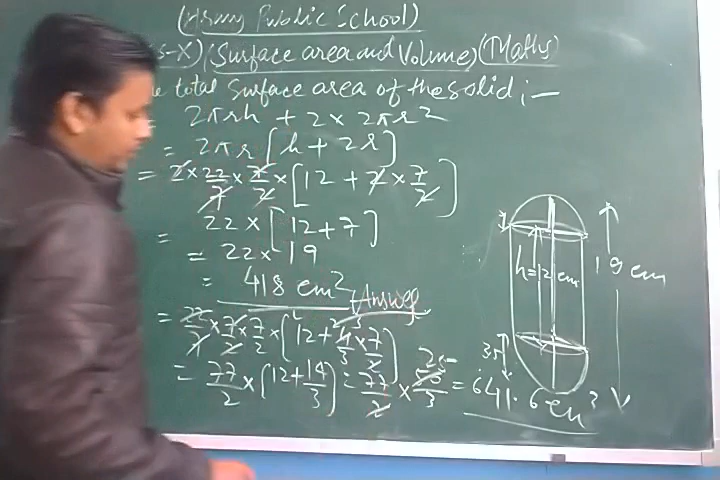 (Army Public School)
s-X) (Surface area and Volume) (Maths)
total surface area of the solid ;—
2πrh + 2 × 2πr²
= 2πr [h + 2r]
= 2 × 22/7 × 7/2 × [12 + 2 × 7/2]
= 22 × [12 + 7]
= 22 × 19
= 418 cm² (Answer)
= 22/7 × 7/2 × 7/2 × (12 + 4/3 × 7/2)
= 77/2 × (12 + 14/3) = 77/2 × 50/3 = 641.6 cm³
h = 12 cm
19 cm
3.5